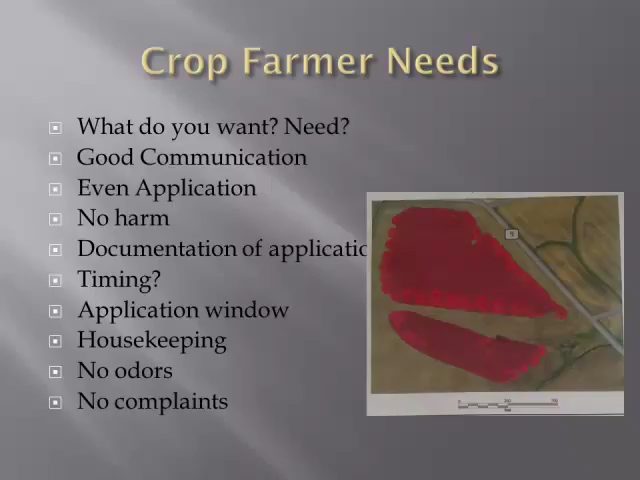 Crop Farmer Needs
What do you want? Need?
Good Communication
Even Application
No harm
Documentation of applicatio
Timing?
Application window
Housekeeping
No odors
No complaints